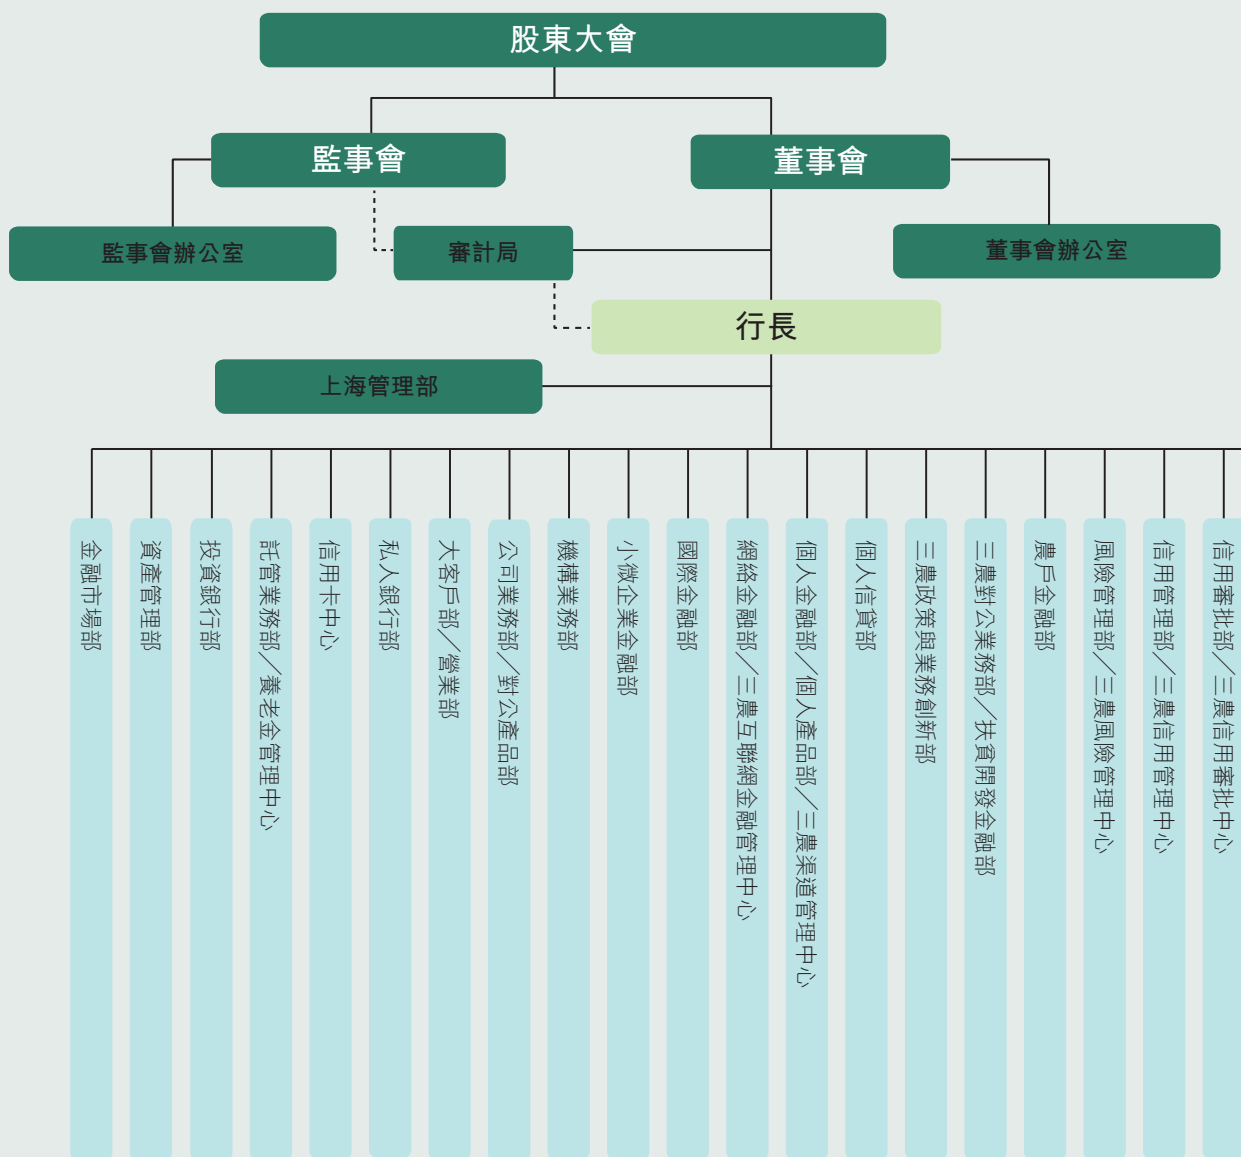 股東大會
監事會
董事會
監事會辦公室
審計局
董事會辦公室
行長
上海管理部
金融市場部
資產管理部
投資銀行部
託管業務部／養老金管理中心
信用卡中心
私人銀行部
大客戶部／營業部
公司業務部／對公產品部
機構業務部
小微企業金融部
國際金融部
網絡金融部／三農互聯網金融管理中心
個人金融部／個人產品部／三農渠道管理中心
個人信貸部
三農政策與業務創新部
三農對公業務部／扶貧開發金融部
農戶金融部
風險管理部／三農風險管理中心
信用管理部／三農信用管理中心
信用審批部／三農信用審批中心